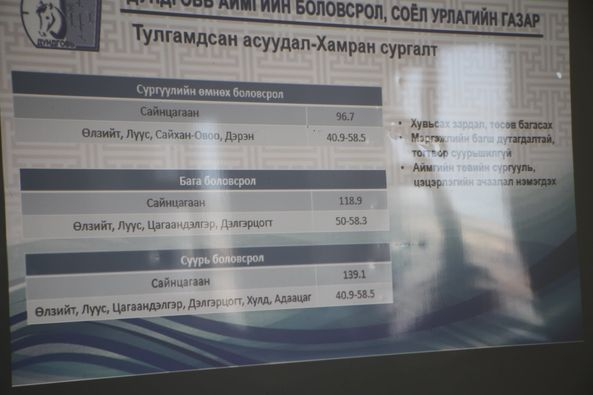 ДУНДГОВЬ АЙМГИЙН БОЛОВСРОЛ, СОЁЛ УРЛАГИЙН ГАЗАР
ДУНДГОВЬ
Тулгамдсан асуудал-Хамран сургалт
Сургуулийн өмнөх боловсрол
Сайнцагаан 96.7
Өлзийт, Луус, Сайхан-Овоо, Дэрэн 40.9-58.5
Бага боловсрол
Сайнцагаан 118.9
Өлзийт, Луус, Цагаандэлгэр, Дэлгэрцогт 50-58.3
Суурь боловсрол
Сайнцагаан 139.1
Өлзийт, Луус, Цагаандэлгэр, Дэлгэрцогт, Хулд, Адаацаг 40.9-58.5
• Хувьсах зардал, төсөв багасах
• Мэргэжлийн багш дутагдалтай,
тогтвор суурьшилгүй
• Аймгийн төвийн сургууль,
цэцэрлэгийн ачаалал нэмэгдэх